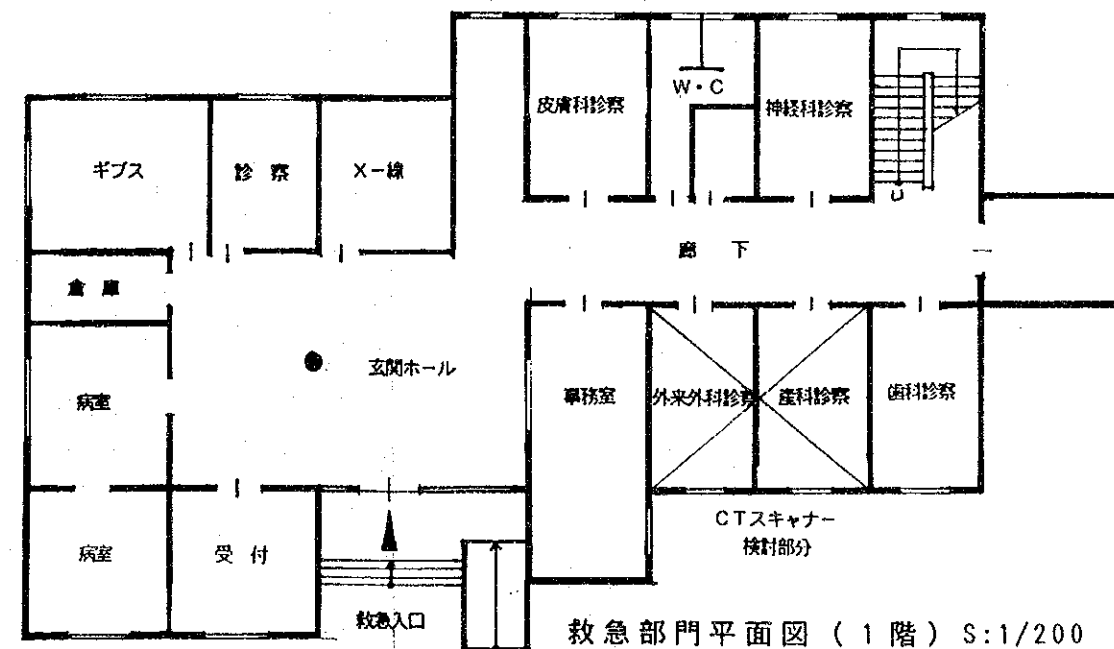 皮膚科診察
W・C
神経科診察
ギブス
診察
X-線
U
廊下
倉庫
玄関ホール
病室
事務室
外来外科診察
産科診察
歯科診察
CTスキャナー
検討部分
病室
受付
救急入口
救急部門平面図(1階) S:1/200